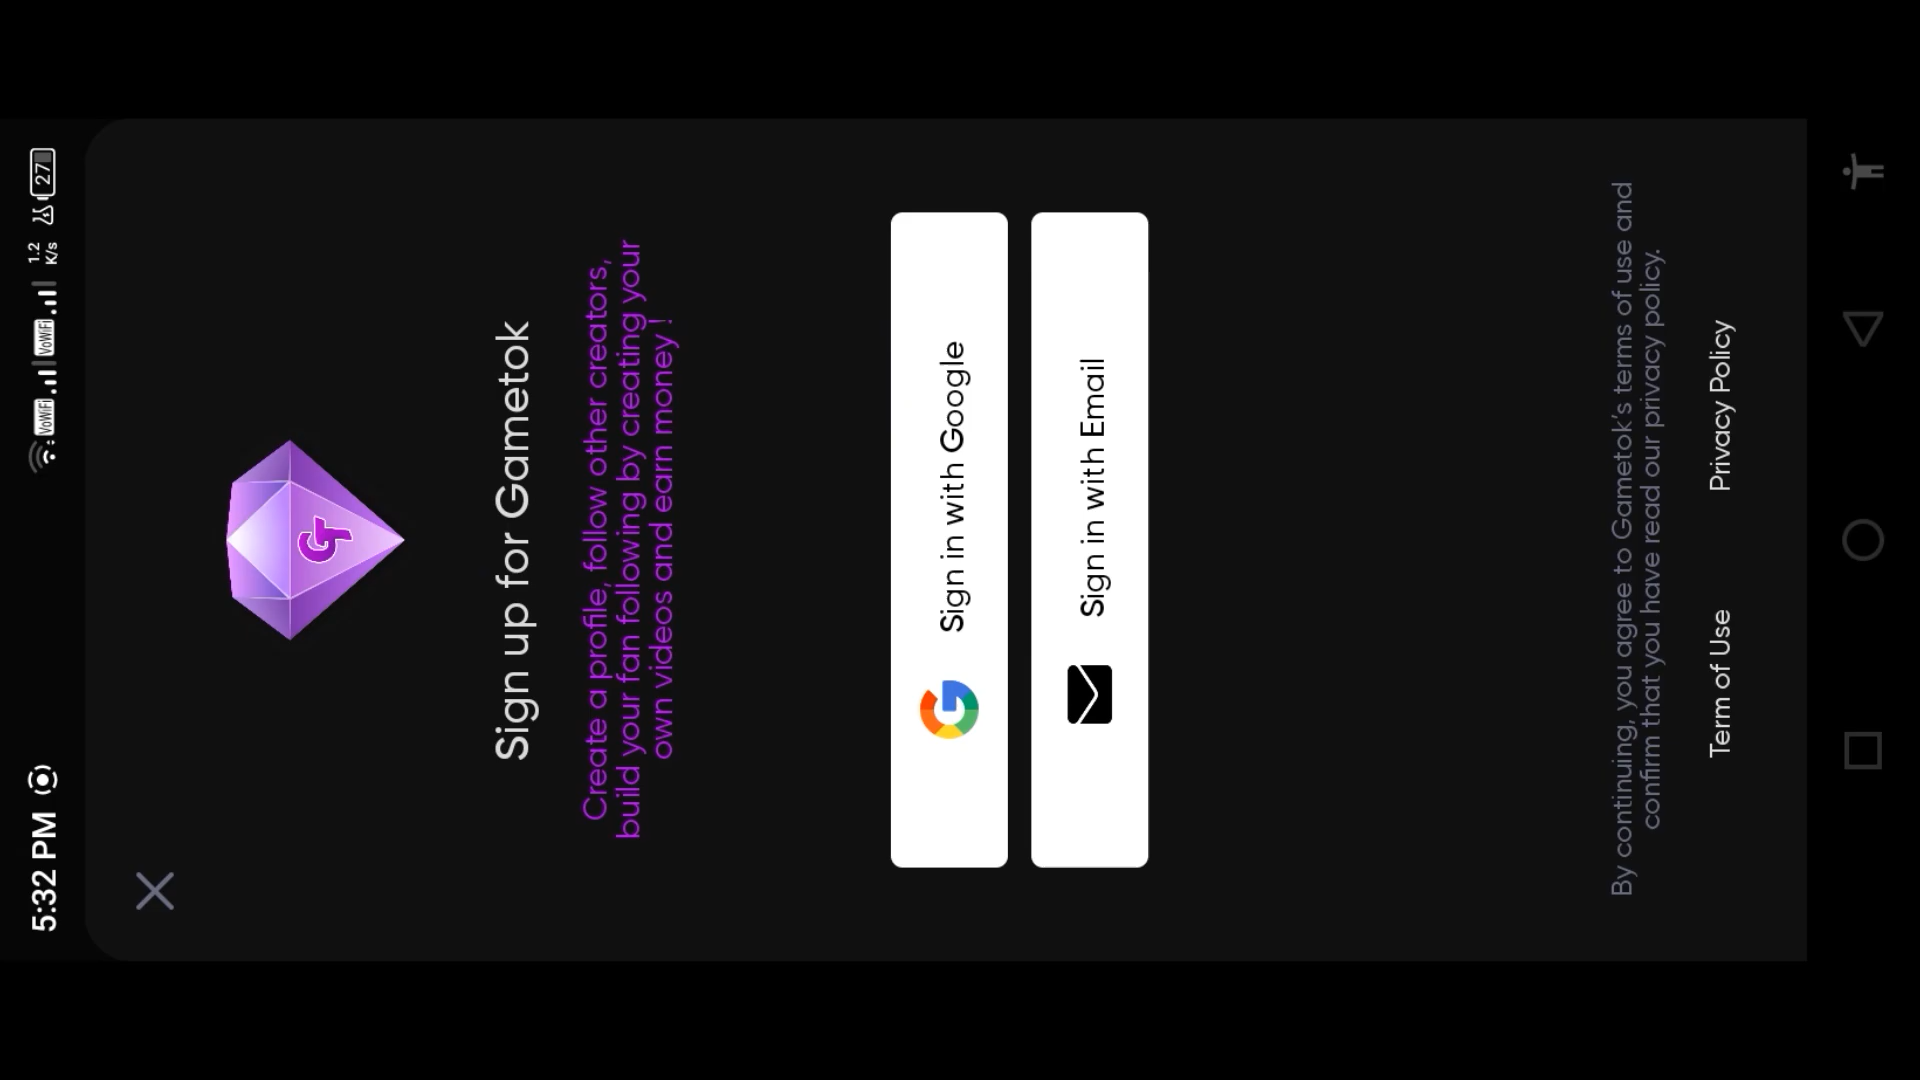 5:32 PM
VoWiFi
VoWiFi
1.2
K/s
27
GT
Sign up for Gametok
Create a profile, follow other creators,
build your fan following by creating your
own videos and earn money !
Sign in with Google
Sign in with Email
By continuing, you agree to Gametok's terms of use and
confirm that you have read our privacy policy.
Term of Use
Privacy Policy